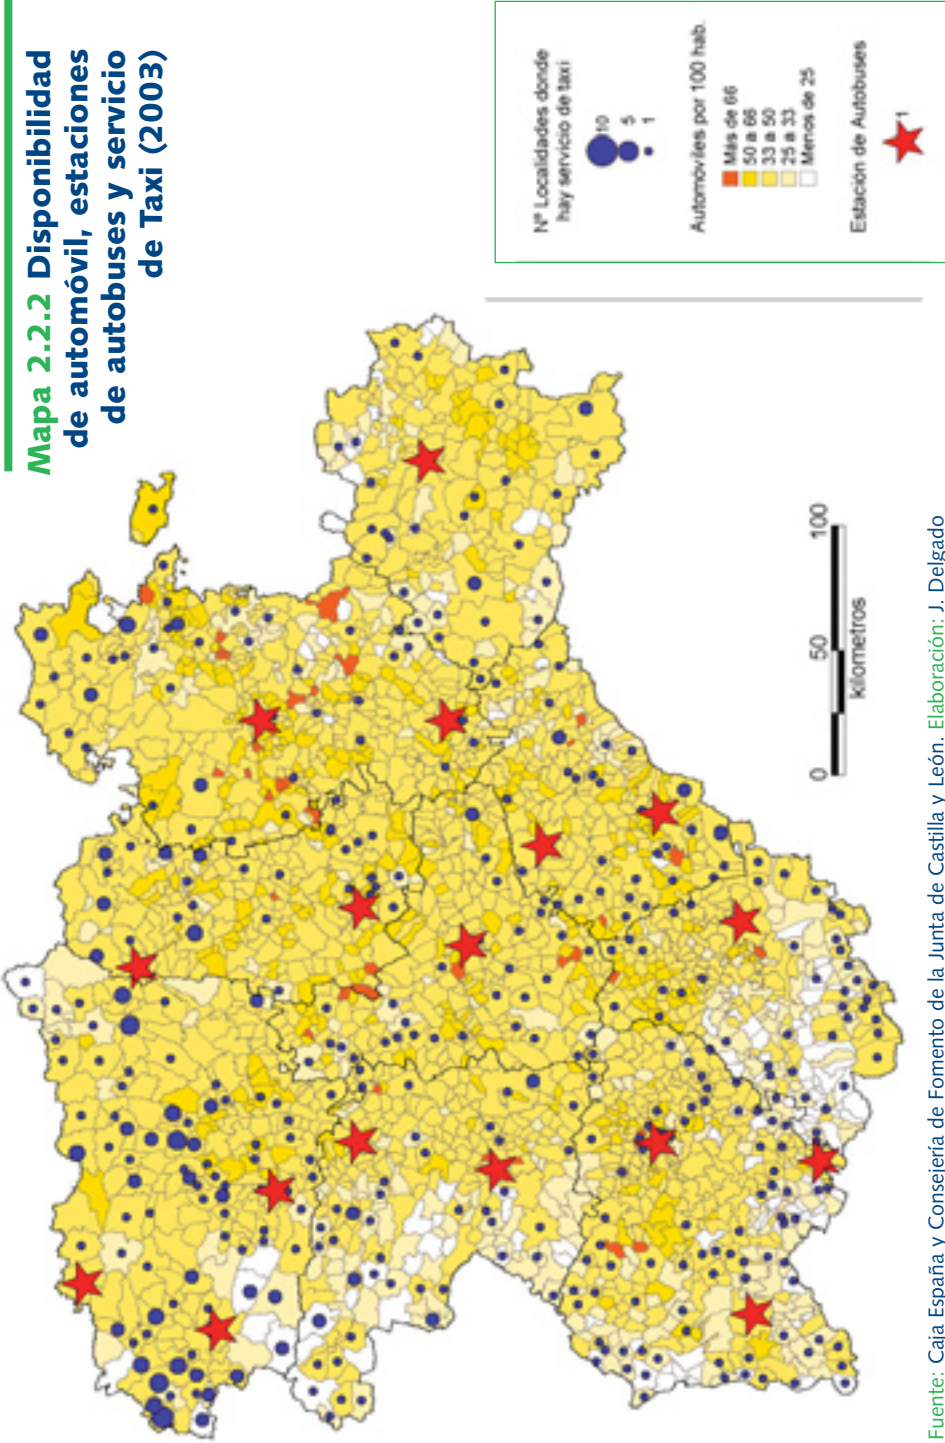 Mapa 2.2.2 Disponibilidad
de automóvil, estaciones
de autobuses y servicio
de Taxi (2003)
Nº Localidades donde
hay servicio de taxi
10
5
1
Automóviles por 100 hab.
Más de 66
50 a 66
33 a 50
25 a 33
Menos de 25
Estación de Autobuses
1
0 50 100
kilometros
Fuente: Caja España y Consejería de Fomento de la Junta de Castilla y León. Elaboración: J. Delgado